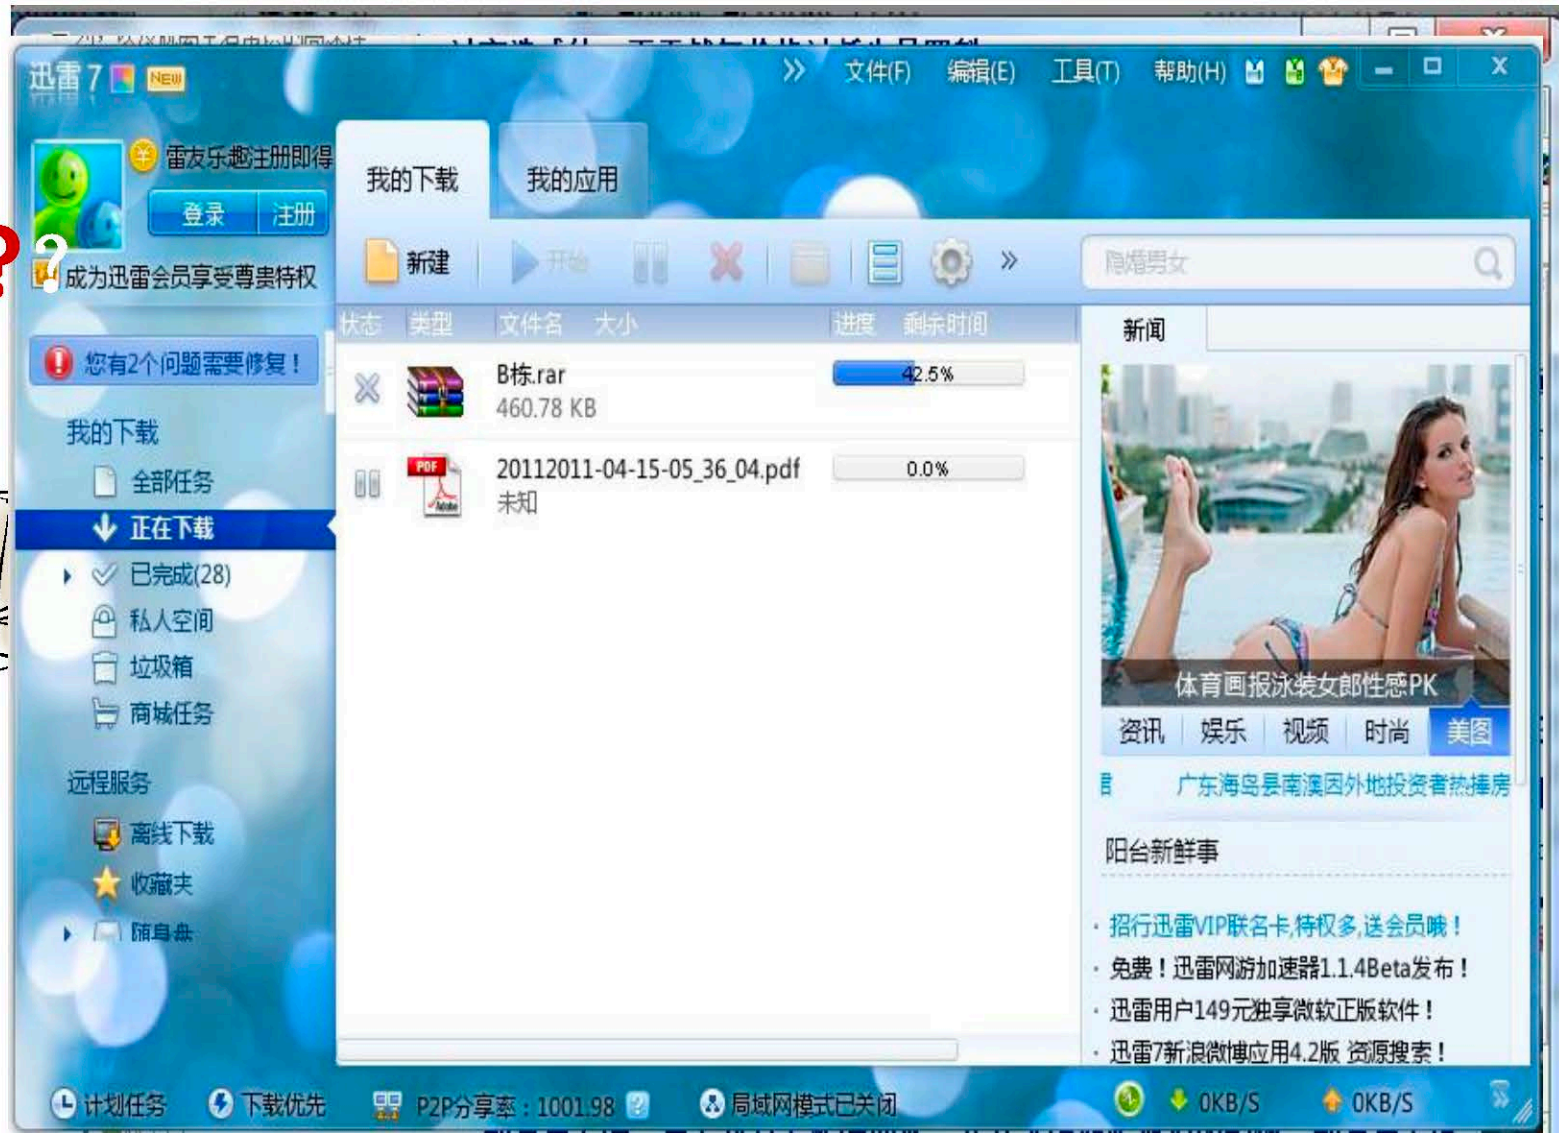 迅雷 7 NEW
>> 文件(F) 编辑(E) 工具(T) 帮助(H)
雷友乐趣注册即得
登录 注册
? ?
成为迅雷会员享受尊贵特权
您有2个问题需要修复！
我的下载
全部任务
正在下载
已完成(28)
私人空间
垃圾箱
商城任务
远程服务
离线下载
收藏夹
随身盘
我的下载 我的应用
新建 开始
隐婚男女
状态 类型 文件名 大小 进度 剩余时间
B栋.rar 42.5%
460.78 KB
PDF 20112011-04-15-05_36_04.pdf 0.0%
Adobe 未知
新闻
体育画报泳装女郎性感PK
资讯 娱乐 视频 时尚 美图
广东海岛县南澳因外地投资者热捧房
阳台新鲜事
· 招行迅雷VIP联名卡,特权多,送会员哦！
· 免费！迅雷网游加速器1.1.4Beta发布！
· 迅雷用户149元独享微软正版软件！
· 迅雷7新浪微博应用4.2版 资源搜索！
计划任务 下载优先 P2P分享率：1001.98 ? 局域网模式已关闭 0KB/S 0KB/S